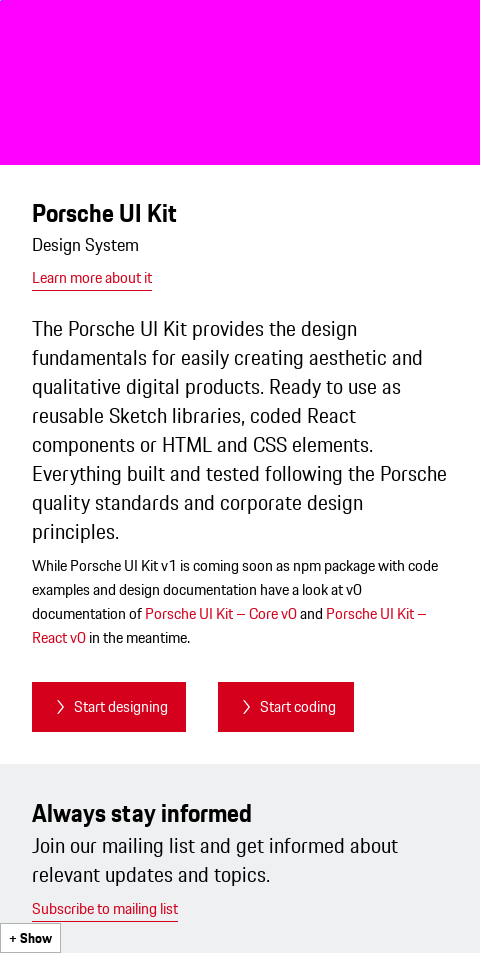 Porsche UI Kit
Design System
Learn more about it
The Porsche UI Kit provides the design
fundamentals for easily creating aesthetic and
qualitative digital products. Ready to use as
reusable Sketch libraries, coded React
components or HTML and CSS elements.
Everything built and tested following the Porsche
quality standards and corporate design
principles.
While Porsche UI Kit v1 is coming soon as npm package with code
examples and design documentation have a look at v0
documentation of Porsche UI Kit – Core v0 and Porsche UI Kit –
React v0 in the meantime.
Start designing
Start coding
Always stay informed
Join our mailing list and get informed about
relevant updates and topics.
Subscribe to mailing list
+ Show